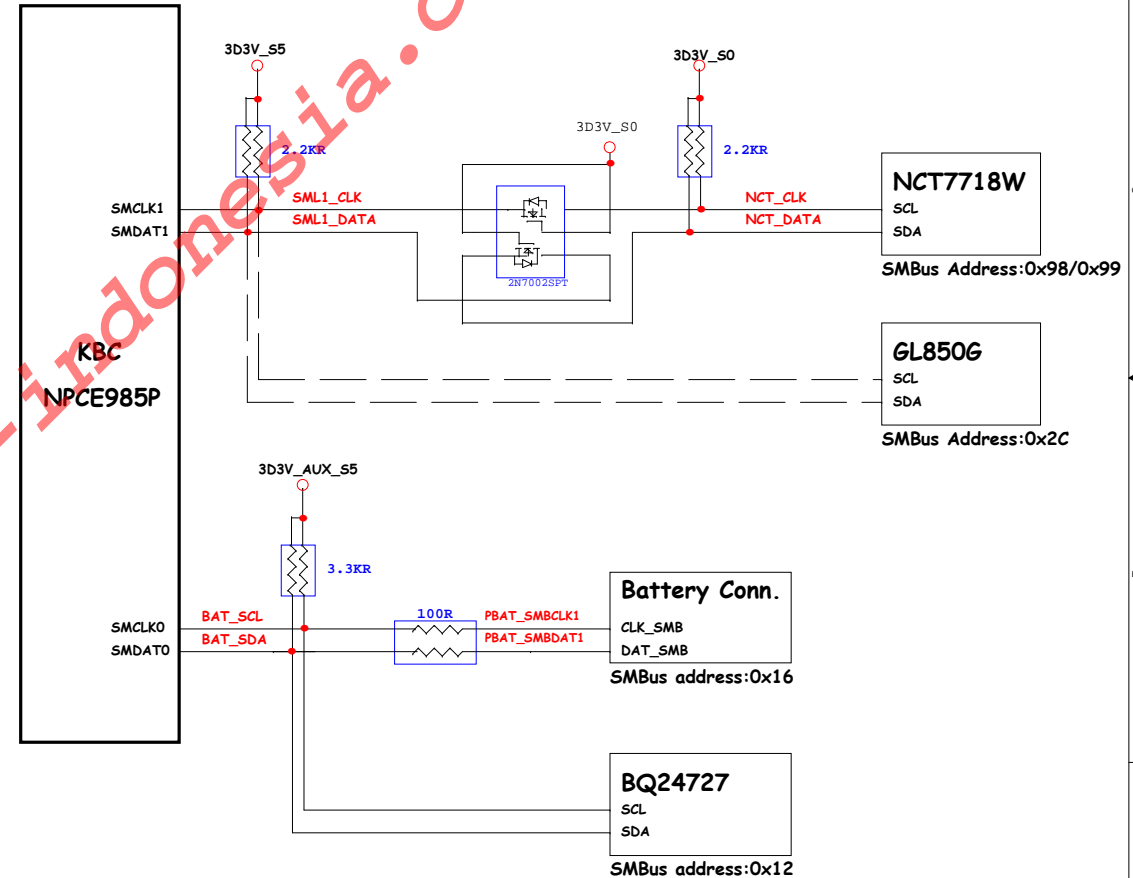 3D3V_S5
3D3V_S0
3D3V_S0
2.2KR
2.2KR
SMCLK1
SML1_CLK
NCT_CLK
SMDAT1
SML1_DATA
NCT_DATA
2N7002SPT
NCT7718W
SCL
SDA
SMBus Address:0x98/0x99
KBC
NPCE985P
GL850G
SCL
SDA
SMBus Address:0x2C
3D3V_AUX_S5
3.3KR
SMCLK0
BAT_SCL
100R
PBAT_SMBCLK1
SMDAT0
BAT_SDA
PBAT_SMBDAT1
Battery Conn.
CLK_SMB
DAT_SMB
SMBus address:0x16
BQ24727
SCL
SDA
SMBus address:0x12
-indonesia.c